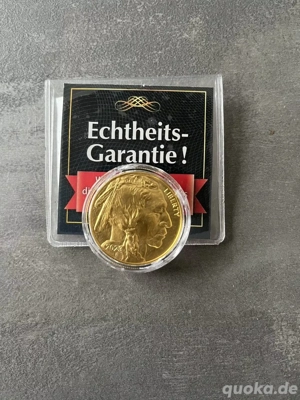 Echtheits-
Garantie!
LIBERTY
quoka.de